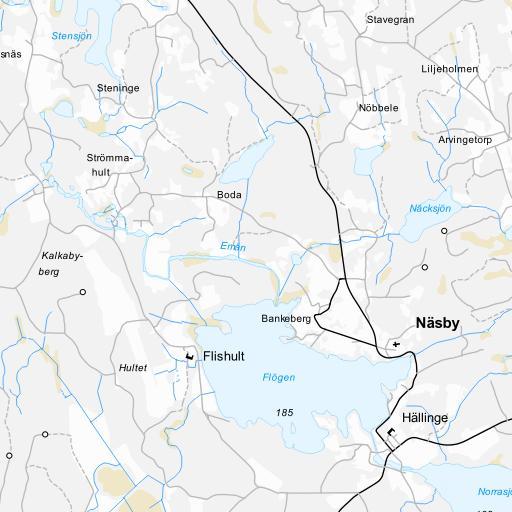 Stavegran
Stensjön
snäs
Liljeholmen
Steninge
Nöbbele
Arvingetorp
Strömma-
hult
Boda
Näcksjön
Emån
Kalkaby-
berg
Bankeberg
Näsby
Flishult
Hultet
Flögen
185
Hällinge
Norrasj